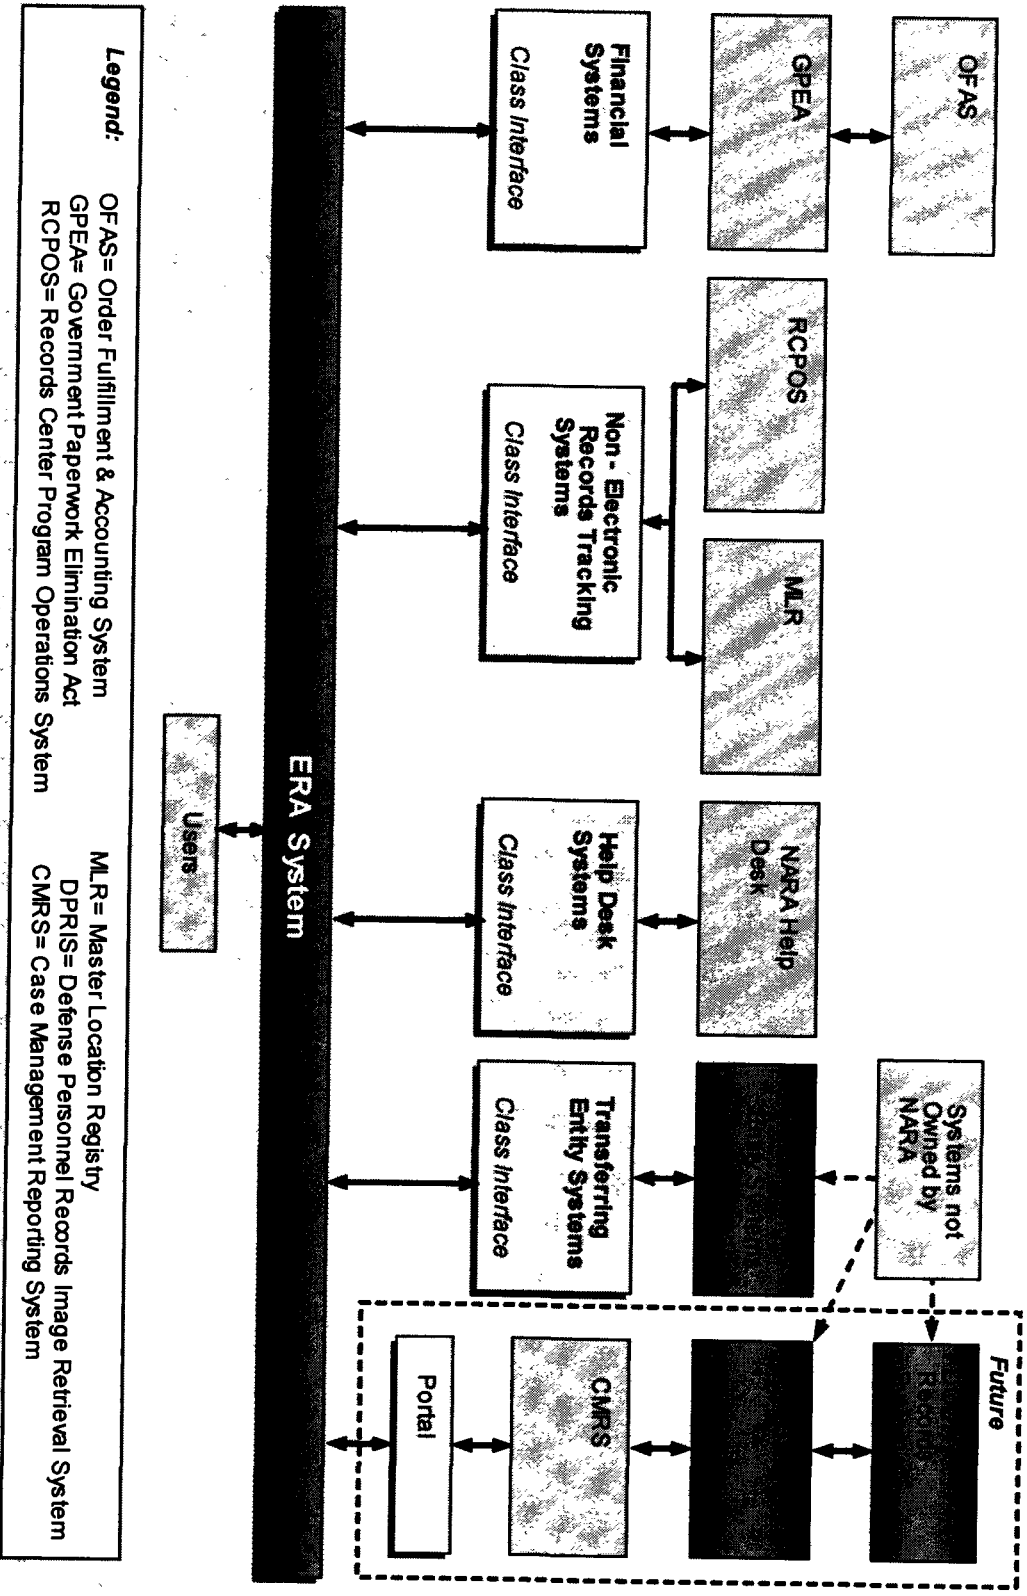 OFAS
Systems not
Owned by
NARA
Future
Records
GPEA
RCPOS
MLR
NARA Help
Desk
Financial
Systems
Class Interface
Non - Electronic
Records Tracking
Systems
Class Interface
Help Desk
Systems
Class Interface
Transferring
Entity Systems
Class Interface
CMRS
Portal
ERA System
Users
Legend:
OFAS= Order Fulfillment & Accounting System
GPEA= Government Paperwork Elimination Act
RCPOS= Records Center Program Operations System
MLR= Master Location Registry
DPRIS= Defense Personnel Records Image Retrieval System
CMRS= Case Management Reporting System